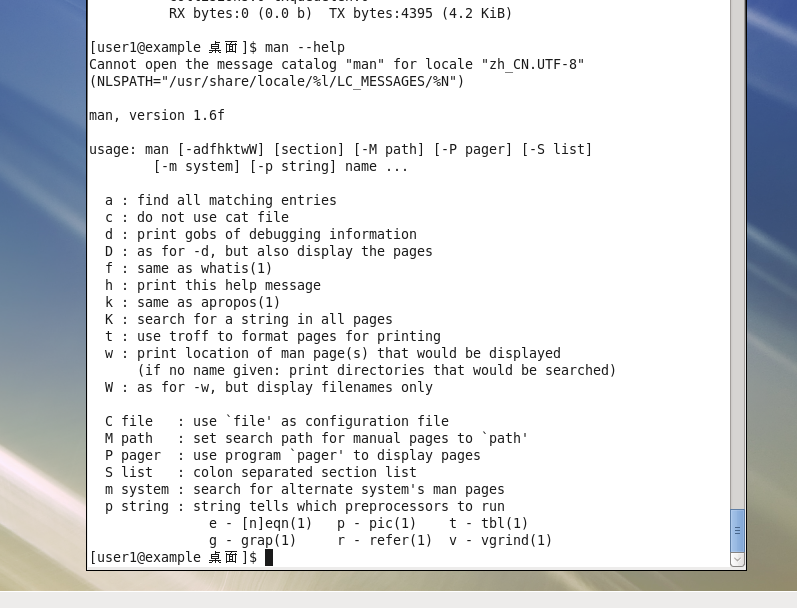 RX bytes:0 (0.0 b)  TX bytes:4395 (4.2 KiB)
[user1@example 桌面]$ man --help
Cannot open the message catalog "man" for locale "zh_CN.UTF-8"
(NLSPATH="/usr/share/locale/%l/LC_MESSAGES/%N")
man, version 1.6f
usage: man [-adfhktwW] [section] [-M path] [-P pager] [-S list]
        [-m system] [-p string] name ...
  a : find all matching entries
  c : do not use cat file
  d : print gobs of debugging information
  D : as for -d, but also display the pages
  f : same as whatis(1)
  h : print this help message
  k : same as apropos(1)
  K : search for a string in all pages
  t : use troff to format pages for printing
  w : print location of man page(s) that would be displayed
      (if no name given: print directories that would be searched)
  W : as for -w, but display filenames only
  C file   : use `file' as configuration file
  M path   : set search path for manual pages to `path'
  P pager  : use program `pager' to display pages
  S list   : colon separated section list
  m system : search for alternate system's man pages
  p string : string tells which preprocessors to run
               e - [n]eqn(1)   p - pic(1)    t - tbl(1)
               g - grap(1)     r - refer(1)  v - vgrind(1)
[user1@example 桌面]$